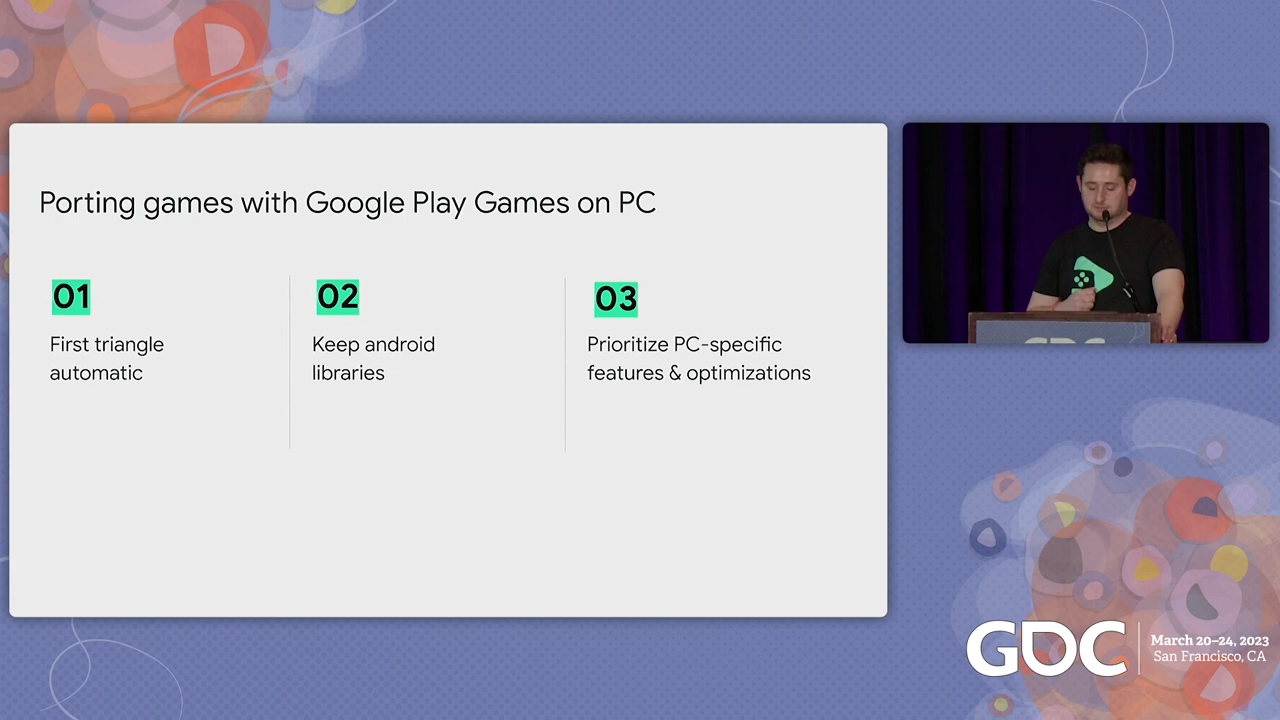 Porting games with Google Play Games on PC
01
First triangle
automatic
02
Keep android
libraries
03
Prioritize PC-specific
features & optimizations
GDC
GDC
March 20-24, 2023
San Francisco, CA